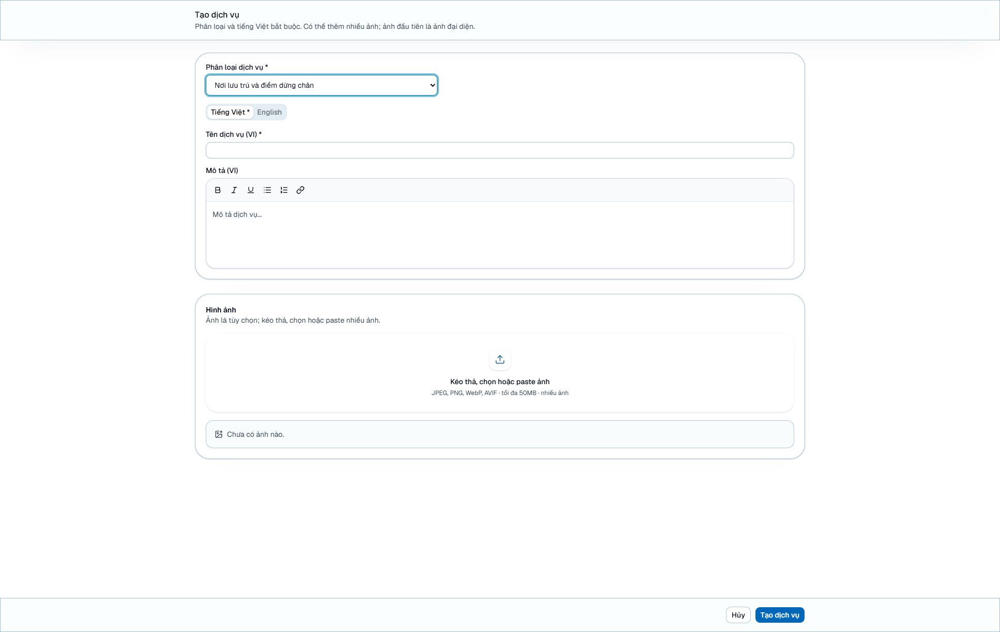 Tạo dịch vụ
Phân loại và tiếng Việt bắt buộc. Có thể thêm nhiều ảnh; ảnh đầu tiên là ảnh đại diện.
Phân loại dịch vụ *
Nơi lưu trú và điểm dừng chân
Tiếng Việt * English
Tên dịch vụ (VI) *
Mô tả (VI)
Mô tả dịch vụ...
Hình ảnh
Ảnh là tùy chọn; kéo thả, chọn hoặc paste nhiều ảnh.
Kéo thả, chọn hoặc paste ảnh
JPEG, PNG, WebP, AVIF · tối đa 50MB · nhiều ảnh
Chưa có ảnh nào.
Hủy Tạo dịch vụ